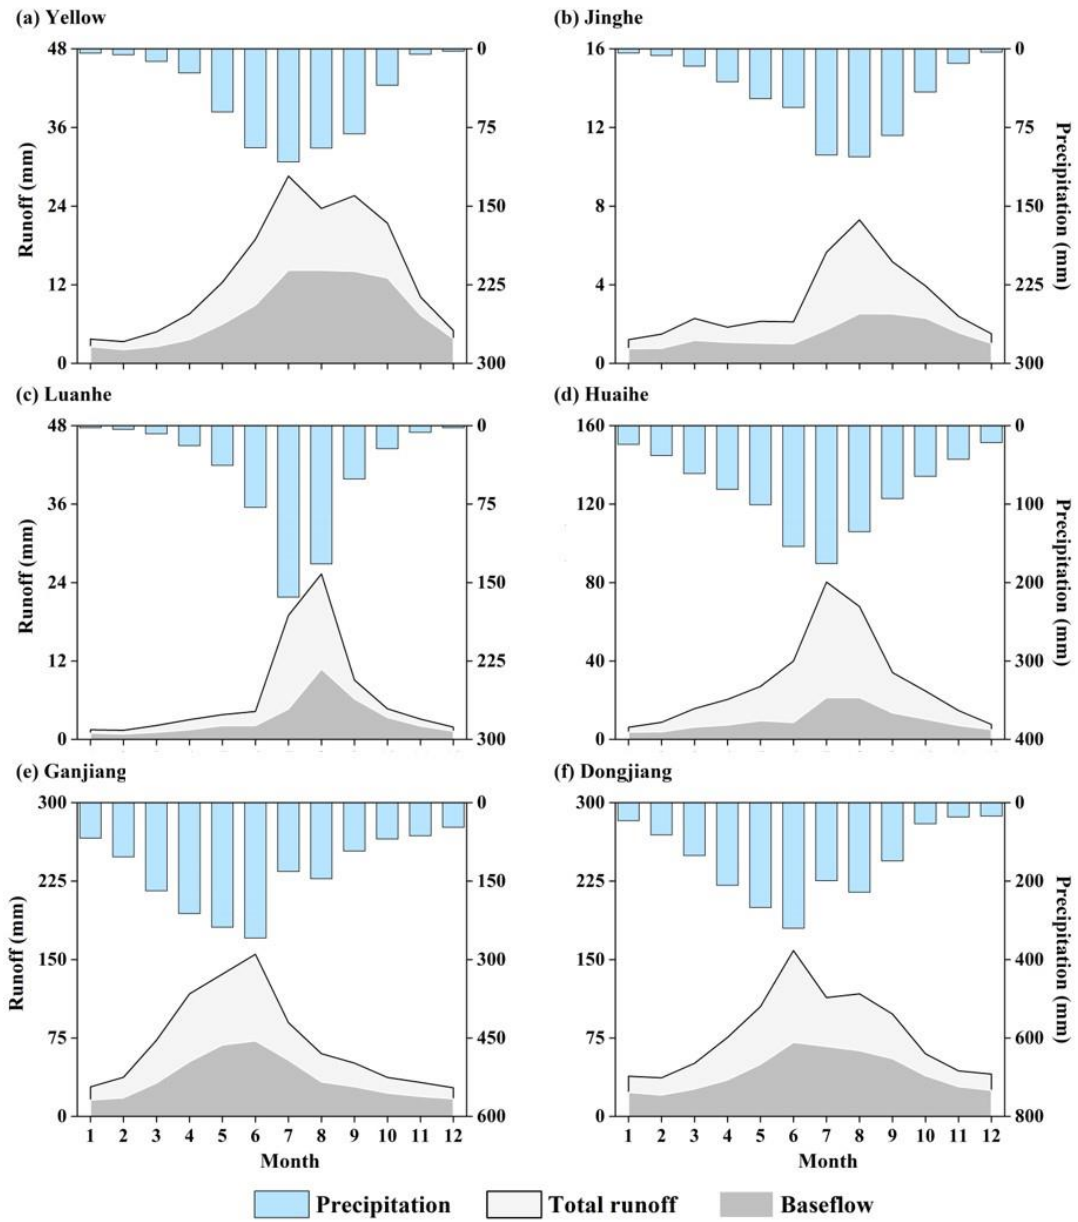 (a) Yellow
(b) Jinghe
48 0 16 0
36 75 12 75
24 150 8 150
12 225 4 225
0 300 0 300
Runoff (mm)
Precipitation (mm)
(c) Luanhe
(d) Huaihe
48 0 160 0
36 75 120 100
24 150 80 200
12 225 40 300
0 300 0 400
Runoff (mm)
Precipitation (mm)
(e) Ganjiang
(f) Dongjiang
300 0 300 0
225 150 225 200
150 300 150 400
75 450 75 600
0 600 0 800
Runoff (mm)
Precipitation (mm)
1 2 3 4 5 6 7 8 9 10 11 12 1 2 3 4 5 6 7 8 9 10 11 12
Month Month
Precipitation Total runoff Baseflow